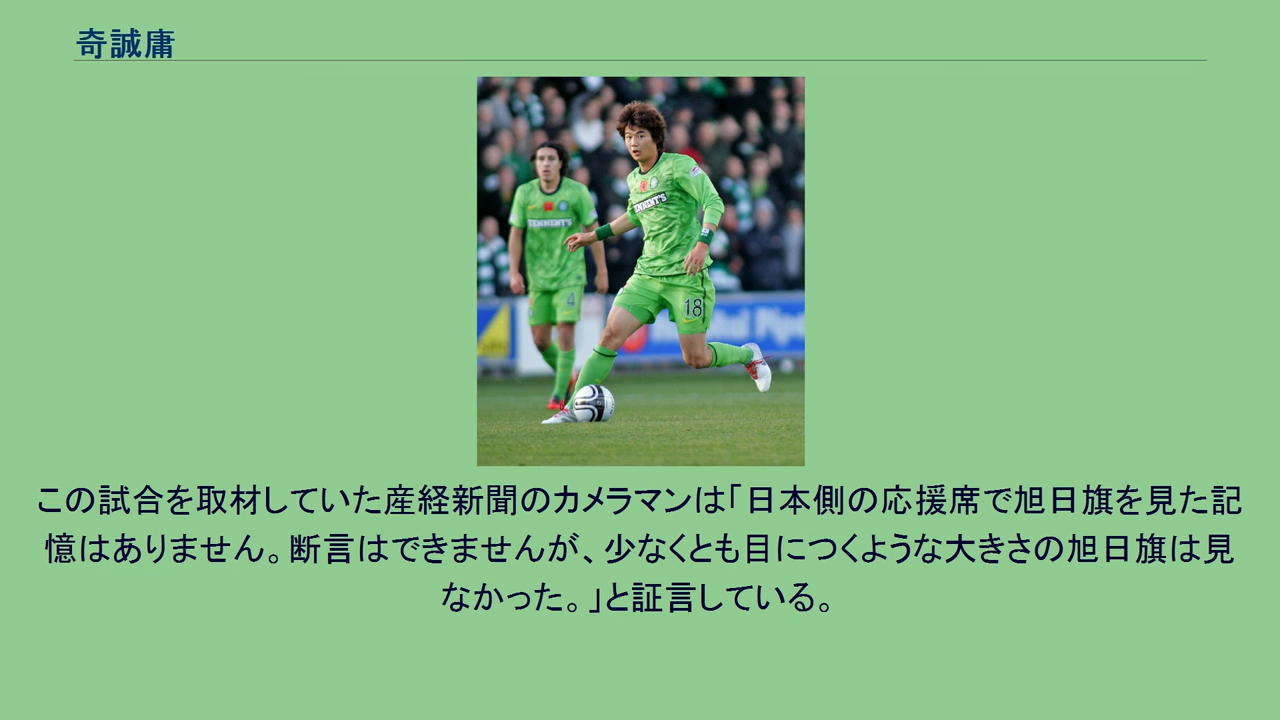 奇誠庸
TENNENT'S
TENNENT'S
4
18
この試合を取材していた産経新聞のカメラマンは「日本側の応援席で旭日旗を見た記
憶はありません。断言はできませんが、少なくとも目につくような大きさの旭日旗は見
なかった。」と証言している。